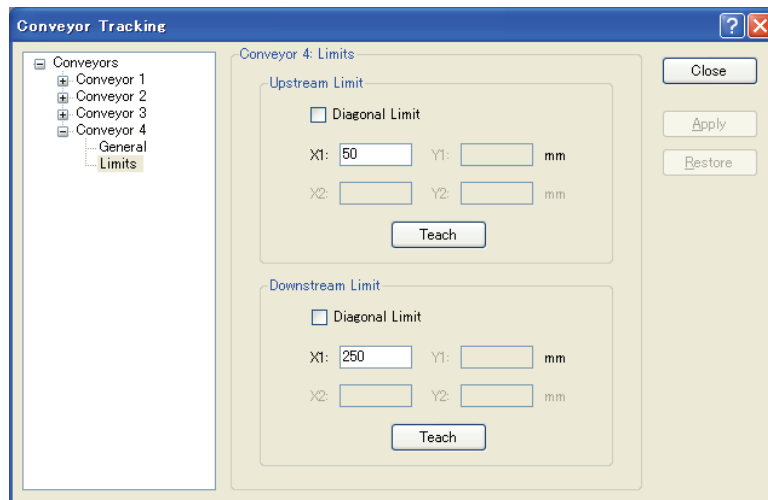 Conveyor Tracking
Conveyors
Conveyor 1
Conveyor 2
Conveyor 3
Conveyor 4
General
Limits
Conveyor 4: Limits
Upstream Limit
Diagonal Limit
X1: 50 Y1: mm
X2: Y2: mm
Teach
Downstream Limit
Diagonal Limit
X1: 250 Y1: mm
X2: Y2: mm
Teach
Close
Apply
Restore